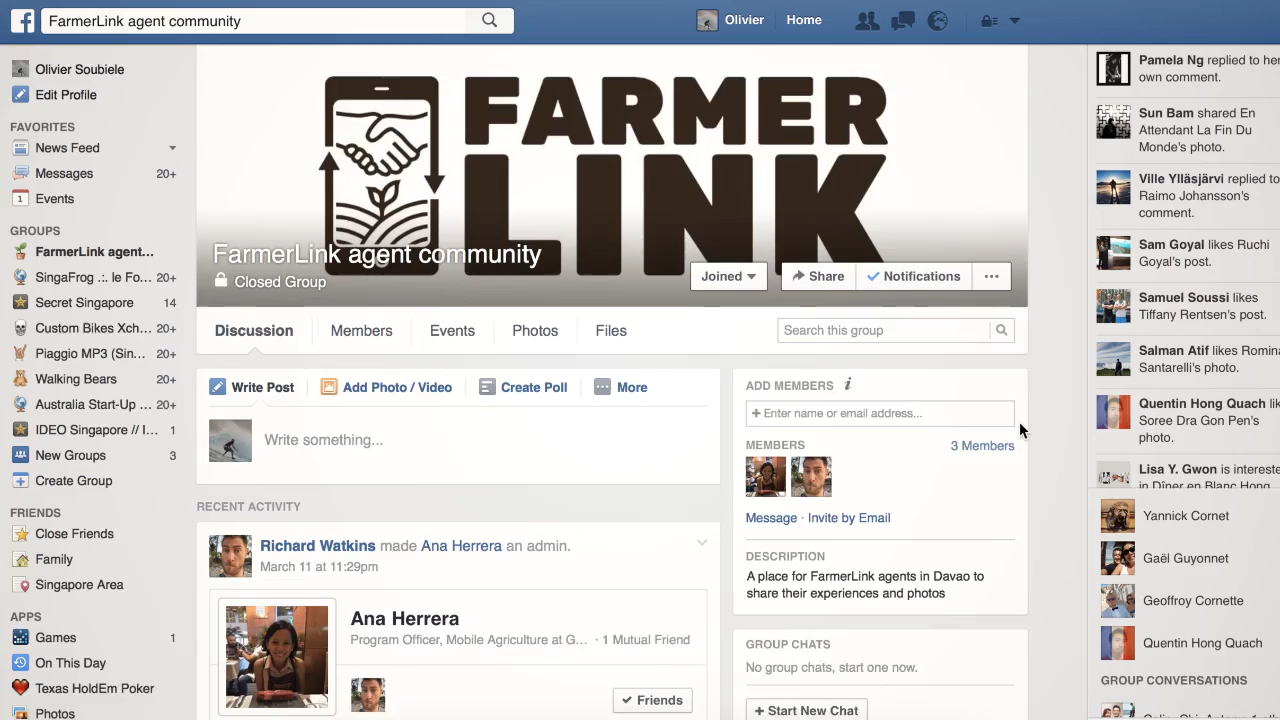 FarmerLink agent community
Olivier
Home
Olivier Soubiele
Edit Profile
FAVORITES
News Feed
Messages 20+
1 Events
GROUPS
FarmerLink agent...
SingaFrog .:. le Fo... 20+
Secret Singapore 14
Custom Bikes Xch... 20+
Piaggio MP3 (Sin... 20+
Walking Bears 20+
Australia Start-Up ... 20+
IDEO Singapore // I... 1
New Groups 3
Create Group
FRIENDS
Close Friends
Family
Singapore Area
APPS
Games 1
On This Day
Texas HoldEm Poker
Photos
FARMER
LINK
FarmerLink agent community
Closed Group
Joined
Share
Notifications
Discussion
Members
Events
Photos
Files
Search this group
Write Post
Add Photo / Video
Create Poll
More
Write something...
RECENT ACTIVITY
Richard Watkins made Ana Herrera an admin.
March 11 at 11:29pm
Ana Herrera
Program Officer, Mobile Agriculture at G... · 1 Mutual Friend
Friends
ADD MEMBERS i
+ Enter name or email address...
MEMBERS 3 Members
Message · Invite by Email
DESCRIPTION
A place for FarmerLink agents in Davao to
share their experiences and photos
GROUP CHATS
No group chats, start one now.
+ Start New Chat
Pamela Ng replied to her
own comment.
Sun Bam shared En
Attendant La Fin Du
Monde's photo.
Ville Ylläsjärvi replied to
Raimo Johansson's
comment.
Sam Goyal likes Ruchi
Goyal's post.
Samuel Soussi likes
Tiffany Rentsen's post.
Salman Atif likes Romina
Santarelli's photo.
Quentin Hong Quach lik
Soree Dra Gon Pen's
photo.
Lisa Y. Gwon is intereste
in Dîner en Blanc Hong
Yannick Cornet
Gaël Guyonnet
Geoffroy Cornette
Quentin Hong Quach
GROUP CONVERSATIONS